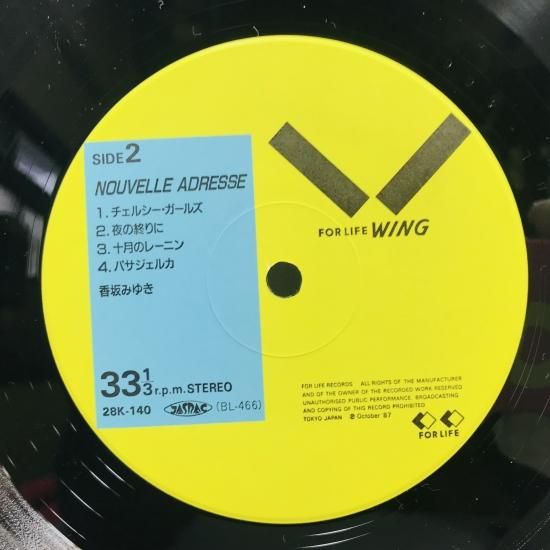 SIDE 2
NOUVELLE ADRESSE
1. チェルシー・ガールズ
2. 夜の終りに
3. 十月のレーニン
4. パサジェルカ
香坂みゆき
33 1/3 r.p.m. STEREO
28K-140 JASRAC (BL-466)
FOR LIFE WING
FOR LIFE RECORDS ALL RIGHTS OF THE MANUFACTURER
AND OF THE OWNER OF THE RECORDED WORK RESERVED
UNAUTHORISED PUBLIC PERFORMANCE, BROADCASTING
AND COPYING OF THIS RECORD PROHIBITED
TOKYO JAPAN ℗ October '87
FOR LIFE